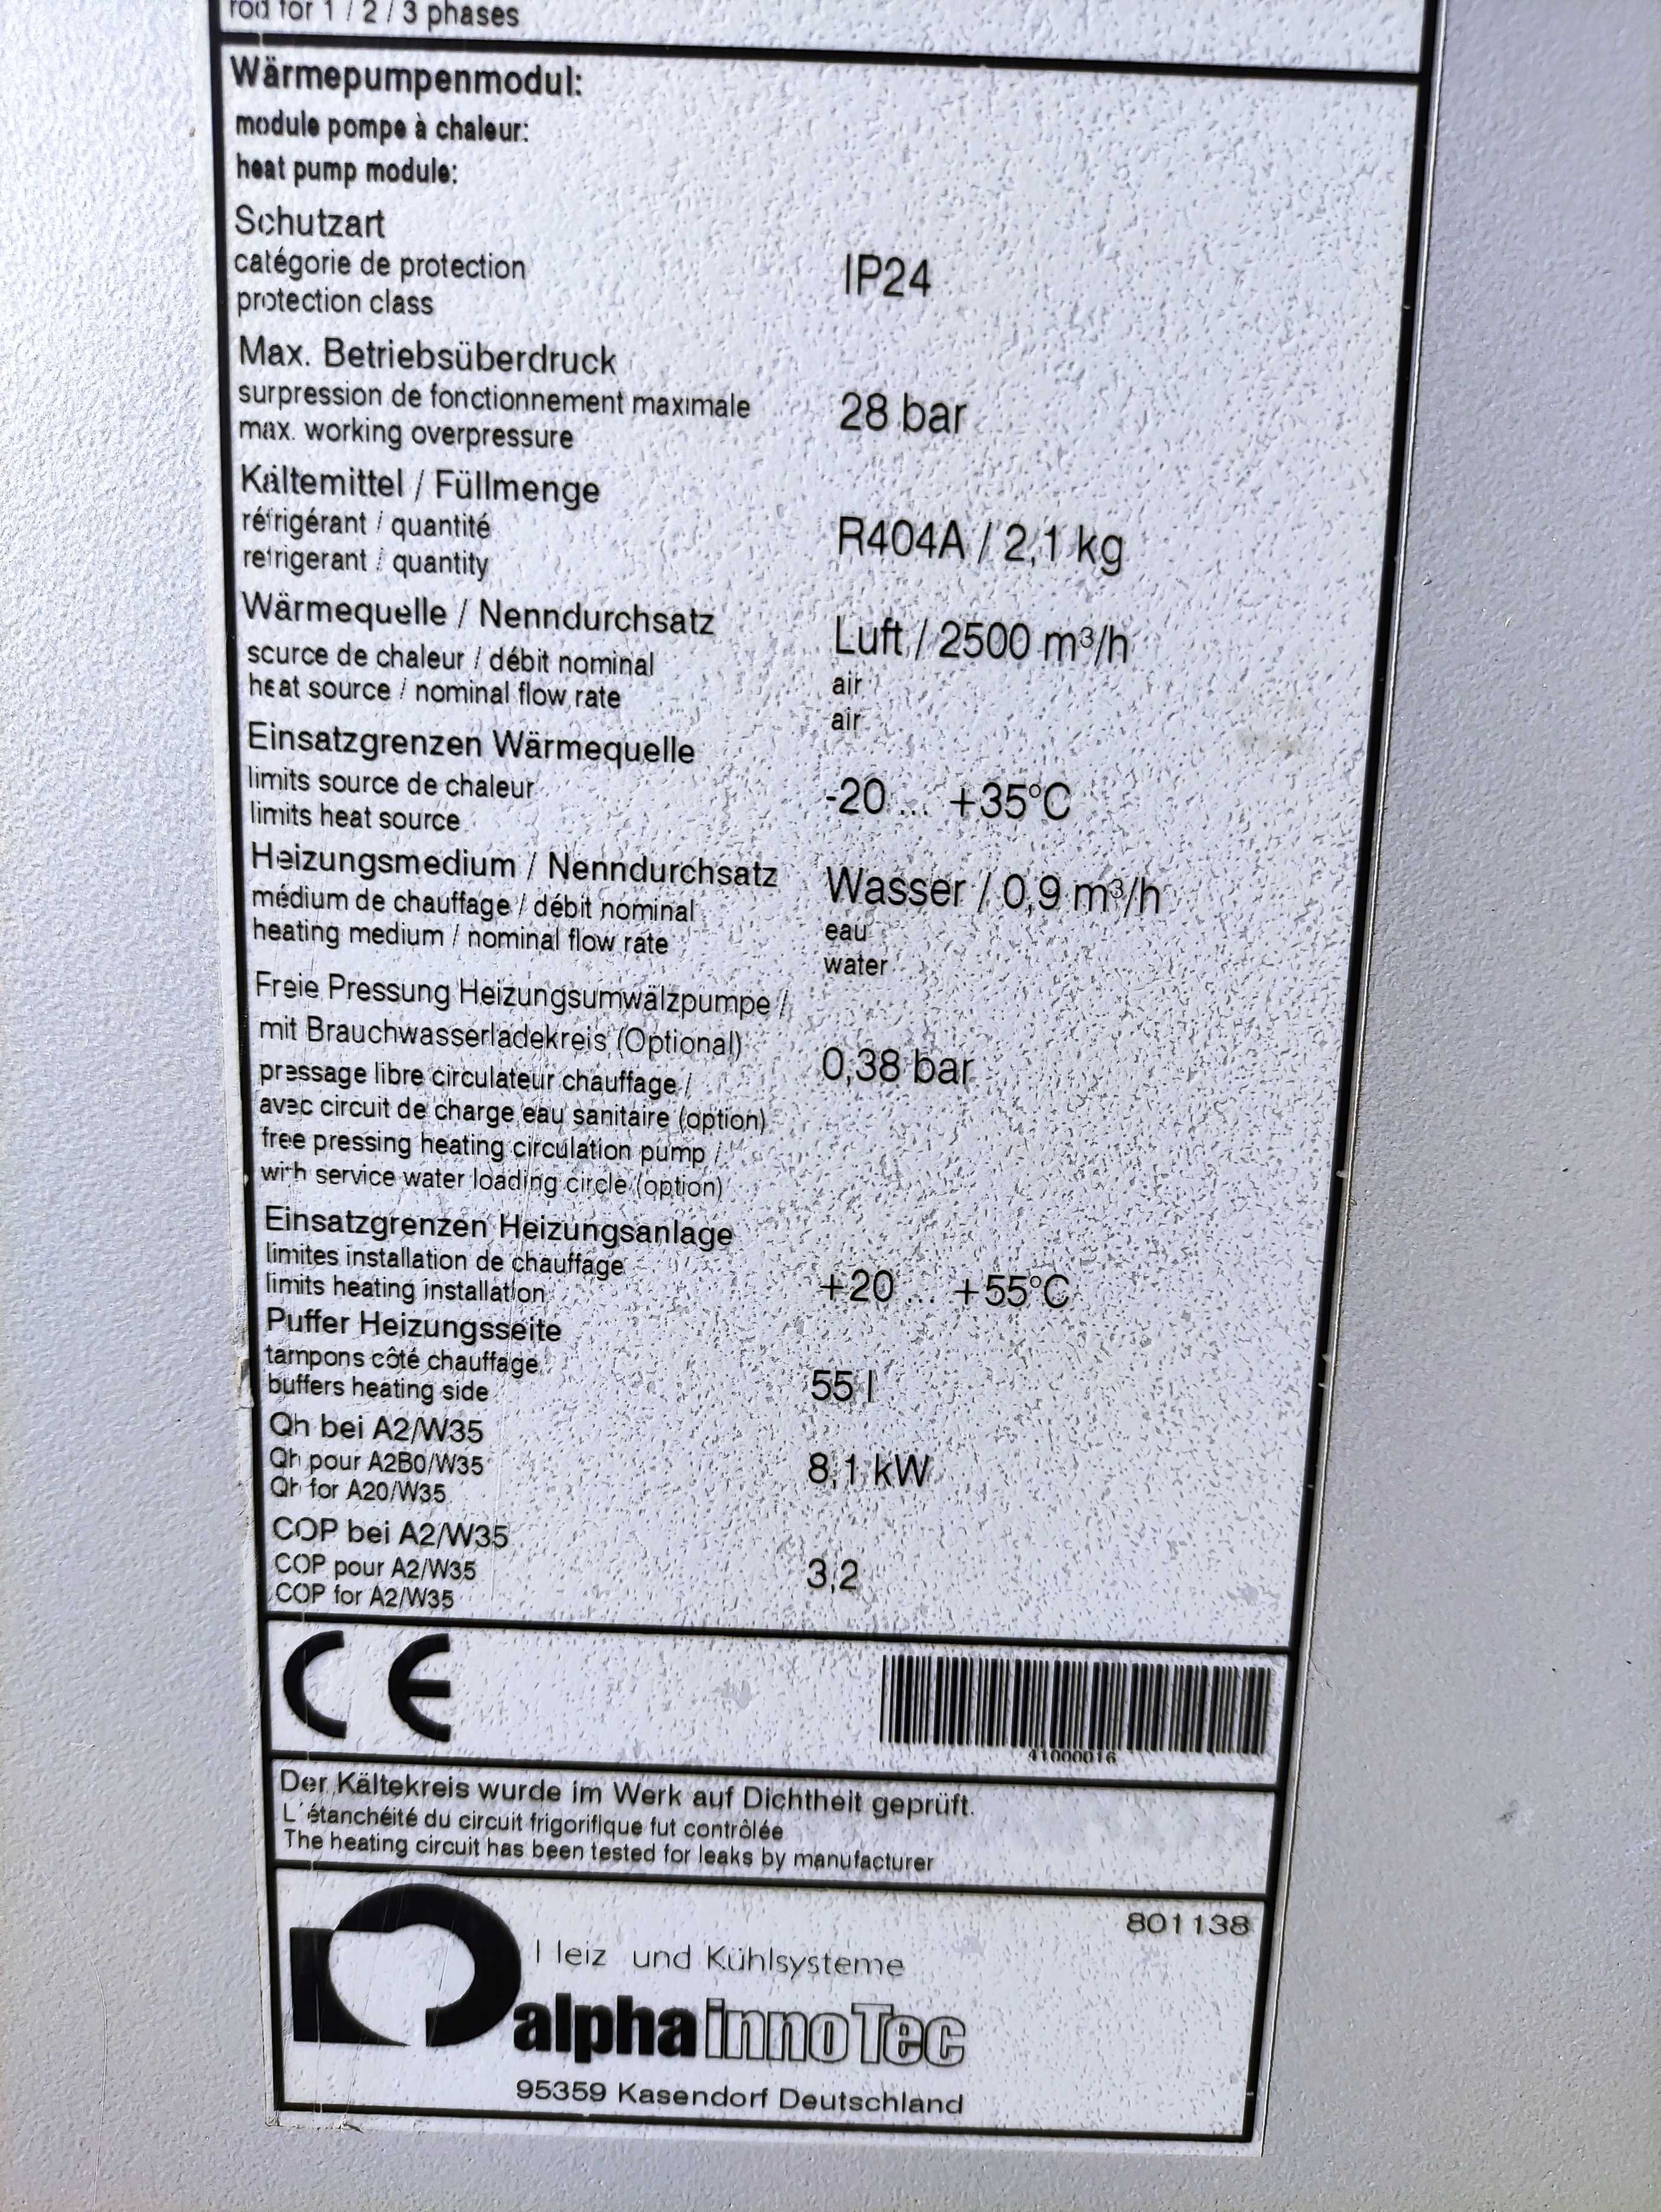 rod for 1 / 2 / 3 phases
Wärmepumpenmodul:
module pompe à chaleur:
heat pump module:
Schutzart
catégorie de protection
protection class
IP24
Max. Betriebsüberdruck
surpression de fonctionnement maximale
max. working overpressure
28 bar
Kältemittel / Füllmenge
réfrigérant / quantité
refrigerant / quantity
R404A / 2,1 kg
Wärmequelle / Nenndurchsatz
source de chaleur / débit nominal
heat source / nominal flow rate
Luft / 2500 m³/h
air
air
Einsatzgrenzen Wärmequelle
limits source de chaleur
limits heat source
-20 ... +35°C
Heizungsmedium / Nenndurchsatz
médium de chauffage / débit nominal
heating medium / nominal flow rate
Wasser / 0,9 m³/h
eau
water
Freie Pressung Heizungsumwälzpumpe /
mit Brauchwasserladekreis (Optional)
pressage libre circulateur chauffage /
avec circuit de charge eau sanitaire (option)
free pressing heating circulation pump /
with service water loading circle (option)
0,38 bar
Einsatzgrenzen Heizungsanlage
limites installation de chauffage
limits heating installation
+20 ... +55°C
Puffer Heizungsseite
tampons côté chauffage
buffers heating side
55 l
Qh bei A2/W35
Qh pour A2B0/W35
Qh for A20/W35
8,1 kW
COP bei A2/W35
COP pour A2/W35
COP for A2/W35
3,2
CE
41000016
Der Kältekreis wurde im Werk auf Dichtheit geprüft.
L´étanchéité du circuit frigorifique fut contrôlée
The heating circuit has been tested for leaks by manufacturer
801138
Heiz und Kühlsysteme
alpha innoTec
95359 Kasendorf Deutschland